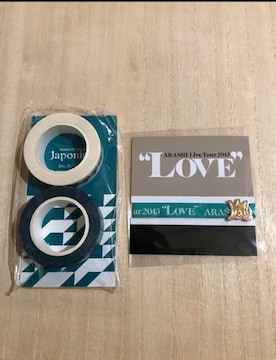 Japoni
ARASHI Live Tour 2013
"LOVE"
ur 2013 "LOVE" ARAS